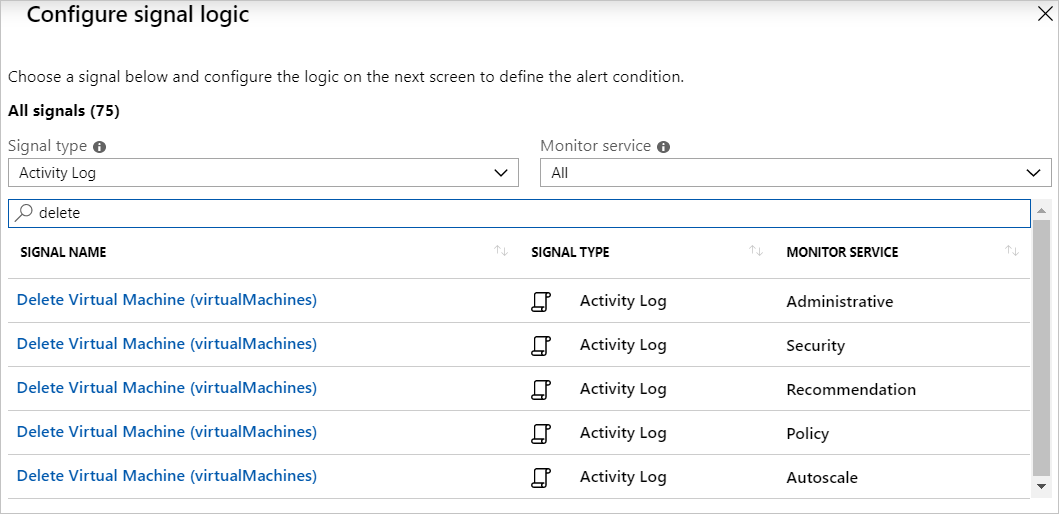 Configure signal logic
Choose a signal below and configure the logic on the next screen to define the alert condition.
All signals (75)
Signal type Monitor service
Activity Log All
delete
SIGNAL NAME SIGNAL TYPE MONITOR SERVICE
Delete Virtual Machine (virtualMachines) Activity Log Administrative
Delete Virtual Machine (virtualMachines) Activity Log Security
Delete Virtual Machine (virtualMachines) Activity Log Recommendation
Delete Virtual Machine (virtualMachines) Activity Log Policy
Delete Virtual Machine (virtualMachines) Activity Log Autoscale